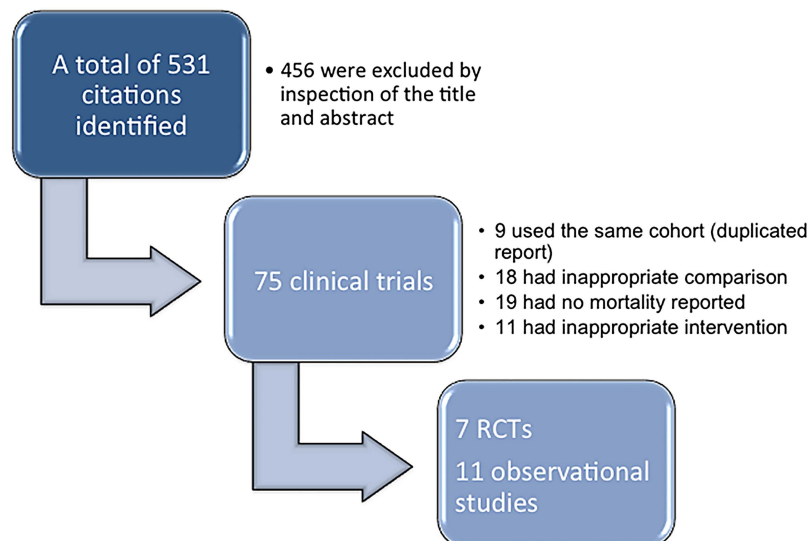 A total of 531
citations
identified
• 456 were excluded by
inspection of the title
and abstract
75 clinical trials
• 9 used the same cohort (duplicated
report)
• 18 had inappropriate comparison
• 19 had no mortality reported
• 11 had inappropriate intervention
7 RCTs
11 observational
studies